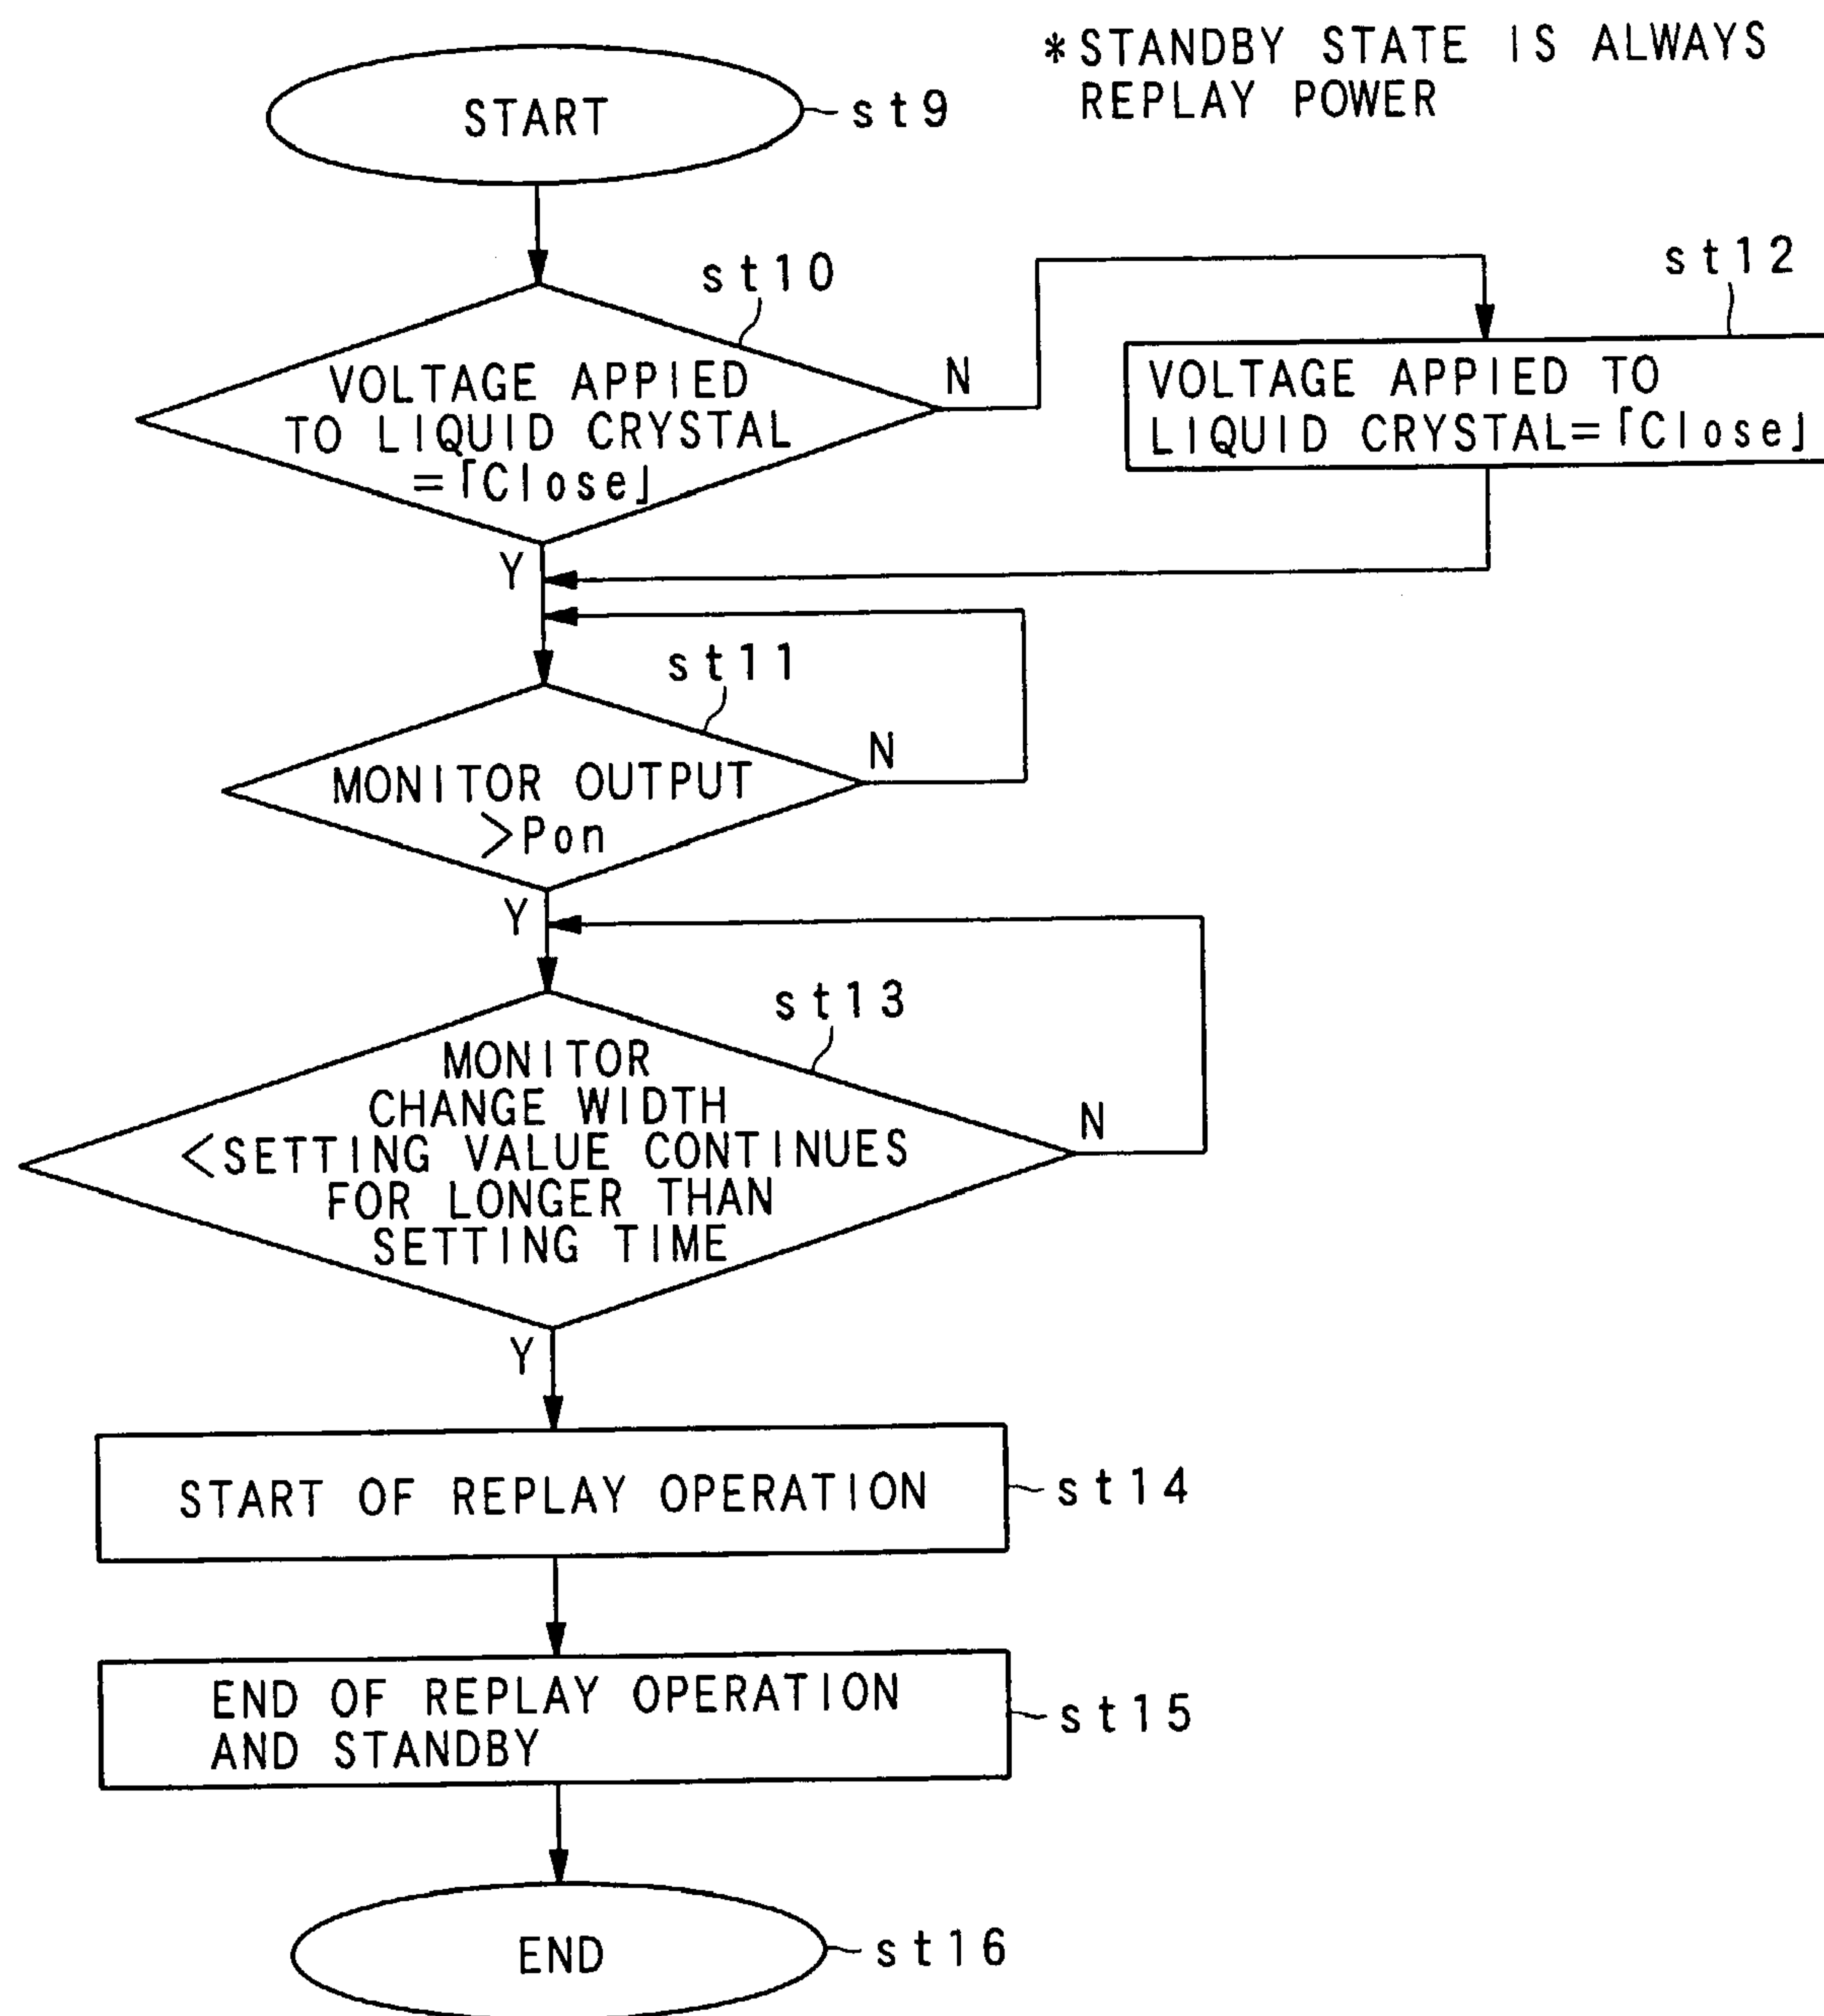 *STANDBY STATE IS ALWAYS
REPLAY POWER
START
st9
st10
VOLTAGE APPIED
TO LIQUID CRYSTAL
=「Close」
N
Y
st12
VOLTAGE APPIED TO
LIQUID CRYSTAL=「Close」
st11
MONITOR OUTPUT
>Pon
N
Y
st13
MONITOR
CHANGE WIDTH
<SETTING VALUE CONTINUES
FOR LONGER THAN
SETTING TIME
N
Y
START OF REPLAY OPERATION
st14
END OF REPLAY OPERATION
AND STANDBY
st15
END
st16